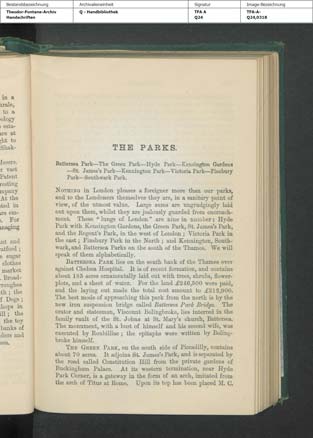 Bestandsbezeichnung Archivalieneinheit Signatur Image-Bezeichnung
Theodor-Fontane-Archiv Q - Handbibliothek TFA A TFA-A-
Handschriften Q24 Q24,0318
THE PARKS.
Battersea Park—The Green Park—Hyde Park—Kensington Gardens
—St. James's Park—Kennington Park—Victoria Park—Finsbury
Park—Southwark Park.
NOTHING in London pleases a foreigner more than our parks,
and to the Londoners themselves they are, in a sanitary point of
view, of the utmost value. Large sums are ungrudgingly laid
out upon them, whilst they are jealously guarded from encroach-
ment. These "lungs of London" are nine in number: Hyde
Park with Kensington Gardens, the Green Park, St. James's Park,
and the Regent's Park, in the west of London; Victoria Park in
the east; Finsbury Park in the North; and Kennington, South-
wark, and Battersea Parks on the south of the Thames. We will
speak of them alphabetically.
BATTERSEA PARK lies on the south bank of the Thames over
against Chelsea Hospital. It is of recent formation, and contains
about 185 acres ornamentally laid out with trees, shrubs, flower-
plots, and a sheet of water. For the land £246,500 were paid,
and the laying out made the total cost amount to £312,000.
The best mode of approaching this park from the north is by the
new iron suspension bridge called Battersea Park Bridge. The
orator and statesman, Viscount Bolingbroke, lies interred in the
family vault of the St. Johns at St. Mary's church, Battersea.
The monument, with a bust of himself and his second wife, was
executed by Roubiliac; the epitaphs were written by Boling-
broke himself.
THE GREEN PARK, on the south side of Piccadilly, contains
about 70 acres. It adjoins St. James's Park, and is separated by
the road called Constitution Hill from the private gardens of
Buckingham Palace. At its western termination, near Hyde
Park Corner, is a gateway in the form of an arch, imitated from
the arch of Titus at Rome. Upon its top has been placed M. C.